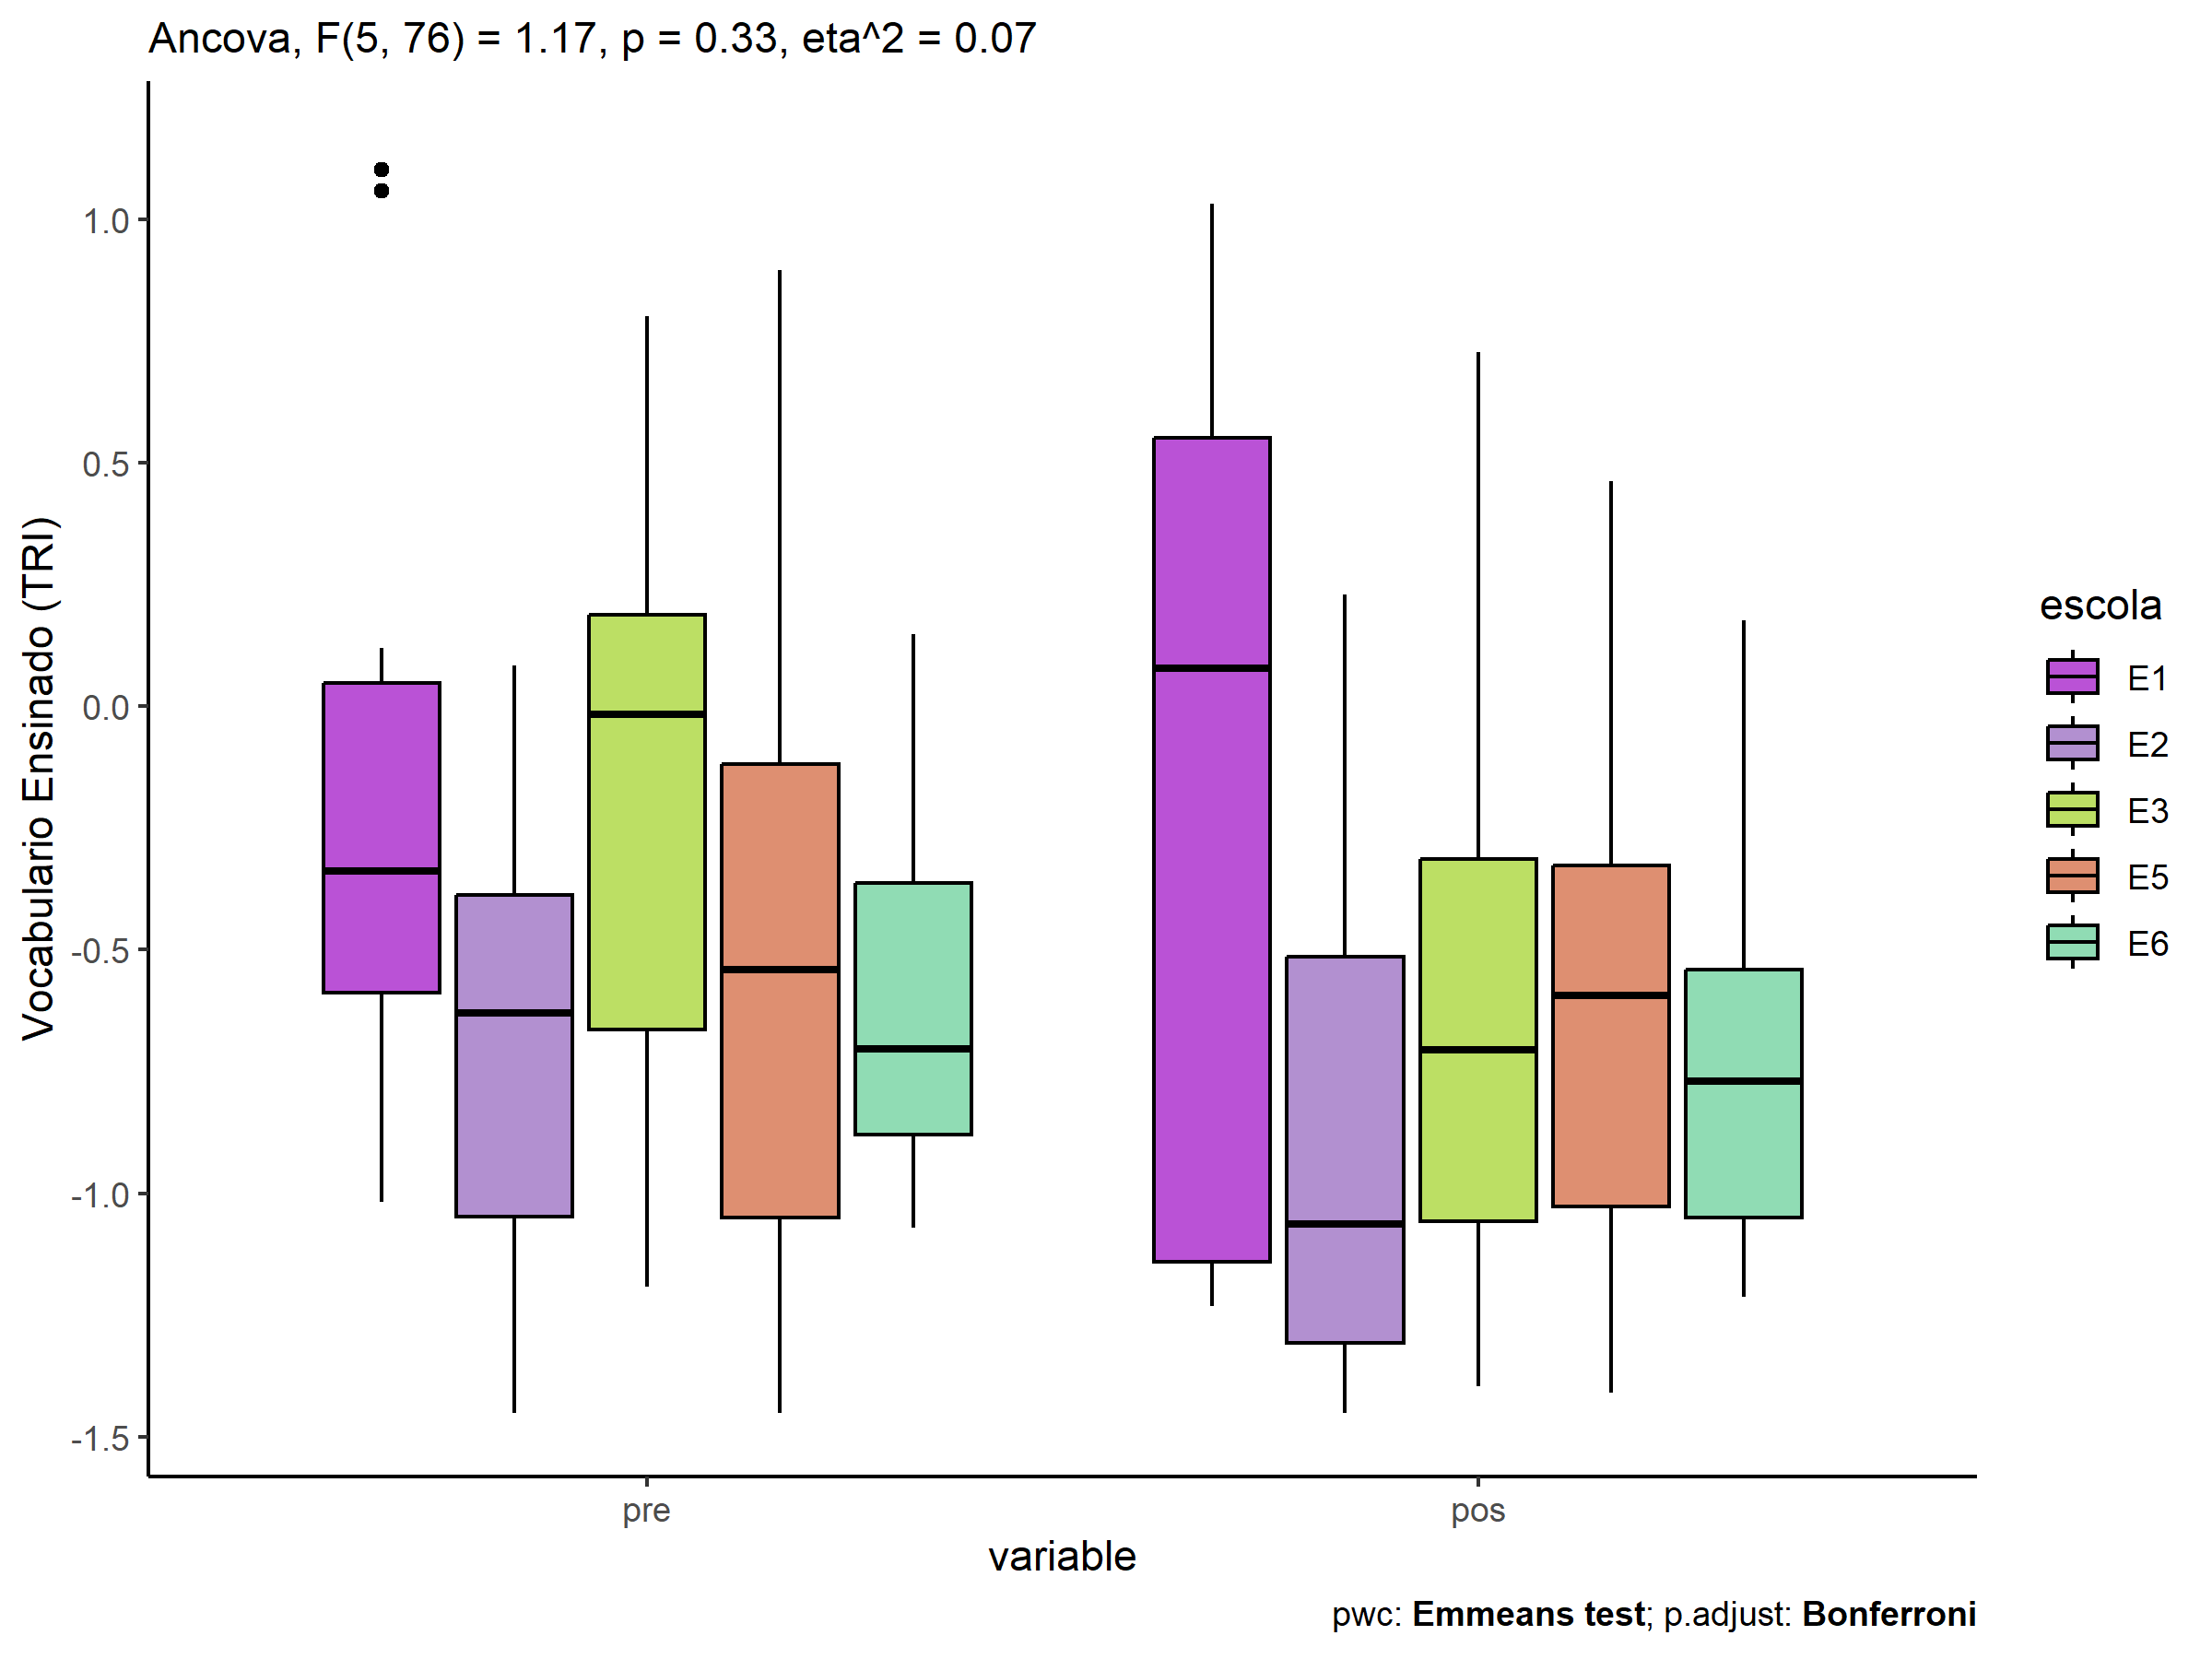 Ancova, F(5, 76) = 1.17, p = 0.33, eta^2 = 0.07
Vocabulario Ensinado (TRI)
1.0
0.5
0.0
-0.5
-1.0
-1.5
pre
pos
variable
escola
E1
E2
E3
E5
E6
pwc: Emmeans test; p.adjust: Bonferroni